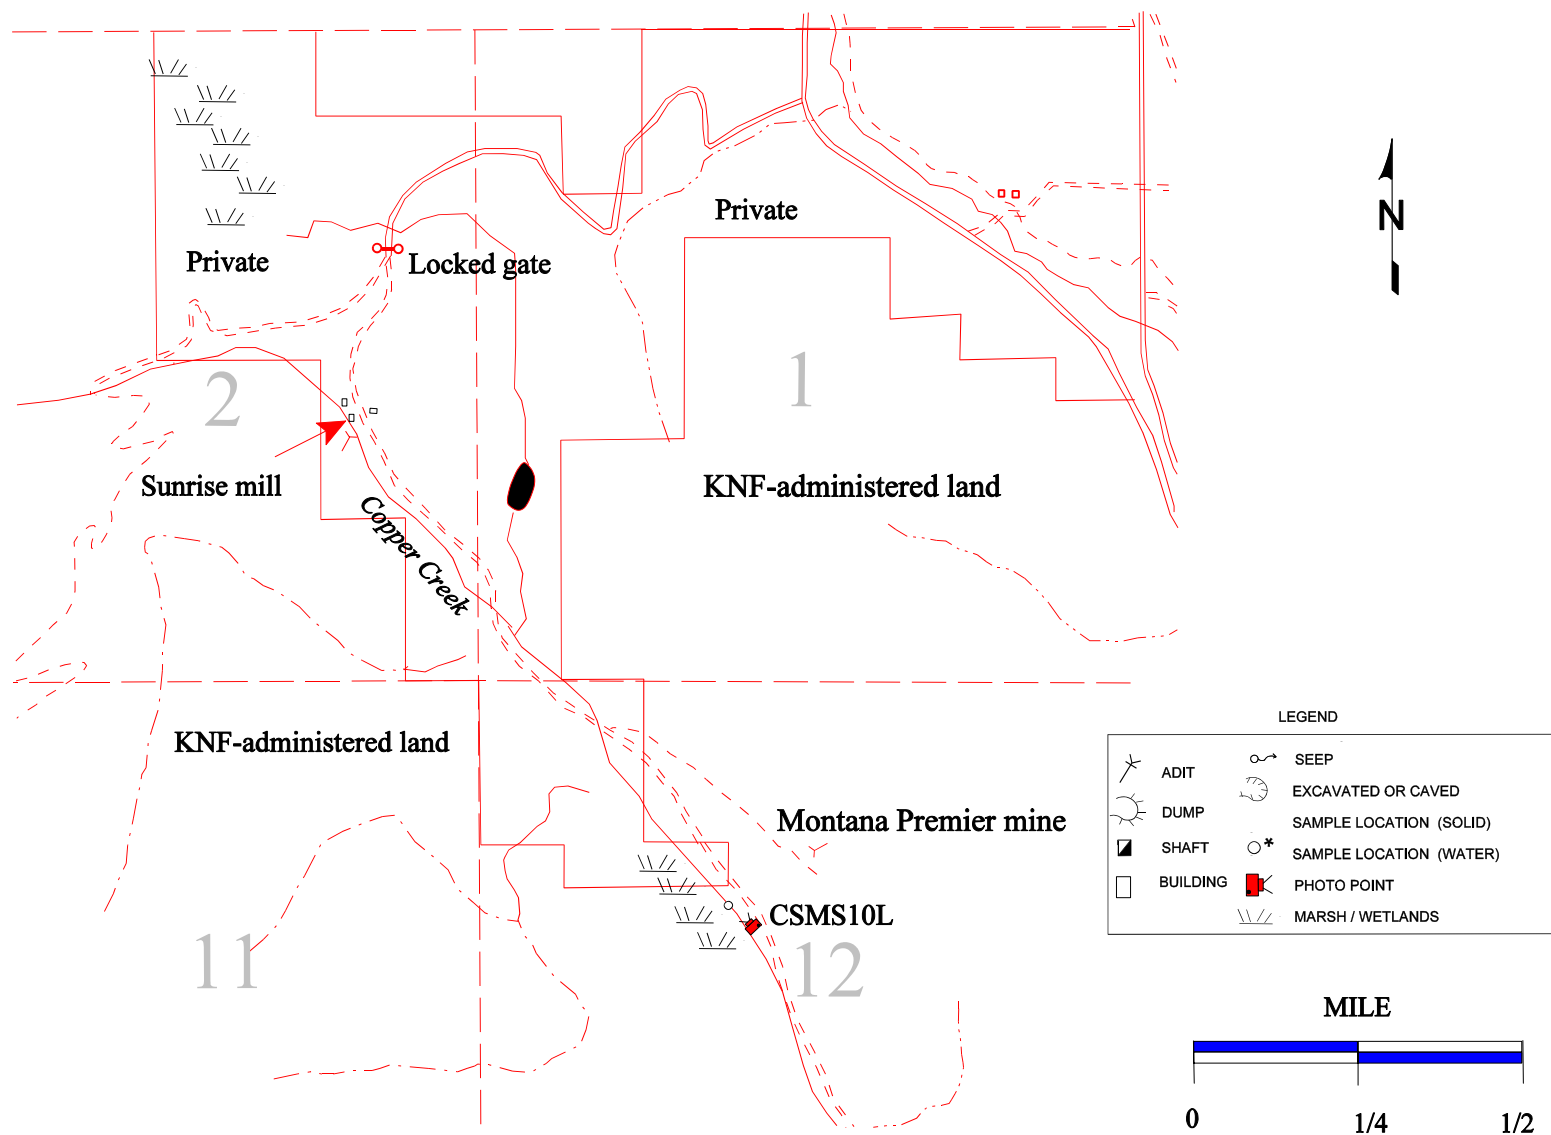 N
Private
Private
Locked gate
1
2
KNF-administered land
Sunrise mill
Copper Creek
KNF-administered land
Montana Premier mine
CSMS10L
11
12
LEGEND
ADIT
SEEP
DUMP
EXCAVATED OR CAVED
SAMPLE LOCATION (SOLID)
SHAFT
* SAMPLE LOCATION (WATER)
BUILDING
PHOTO POINT
MARSH / WETLANDS
MILE
0 1/4 1/2